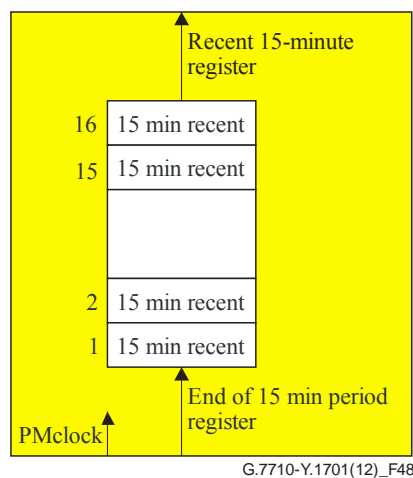 Recent 15-minute
register
16 15 min recent
15 15 min recent
2 15 min recent
1 15 min recent
End of 15 min period
register
PMclock
G.7710-Y.1701(12)_F48